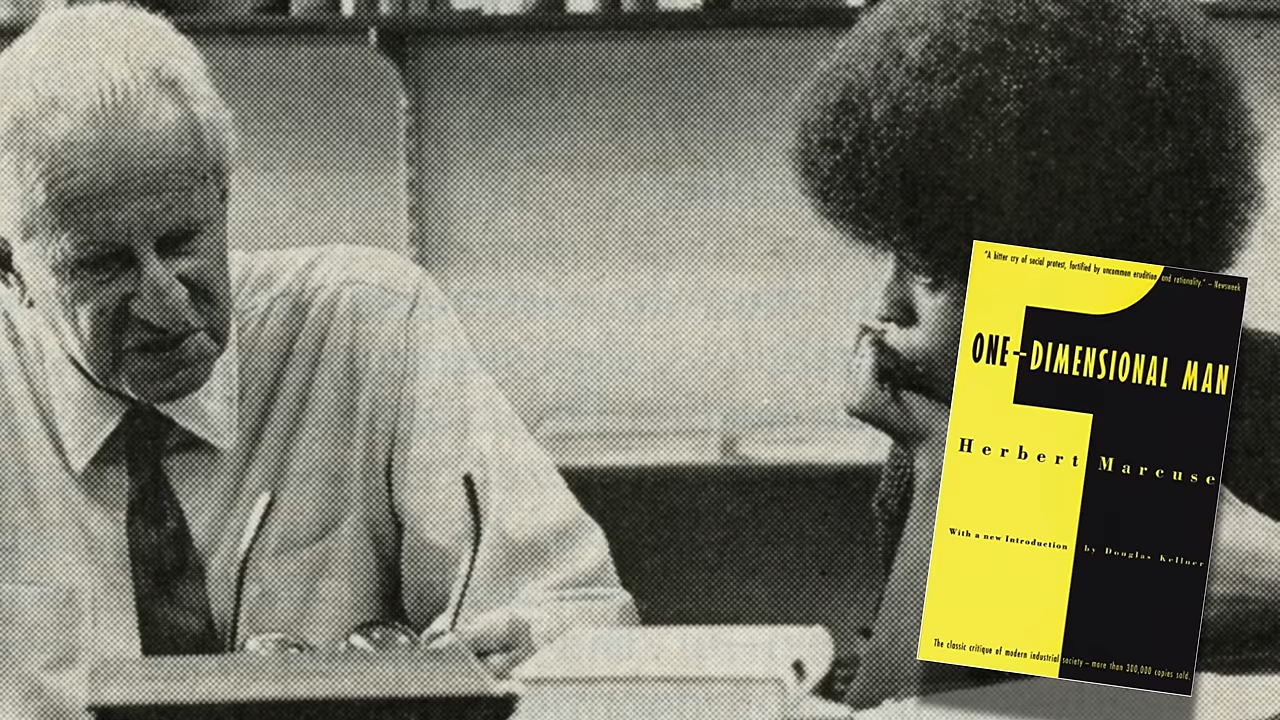 "A bitter cry of social protest, fortified by uncommon erudition and rationality." – Newsweek
ONE-DIMENSIONAL MAN
Herbert Marcuse
With a new Introduction by Douglas Kellner
The classic critique of modern industrial society – more than 300,000 copies sold.